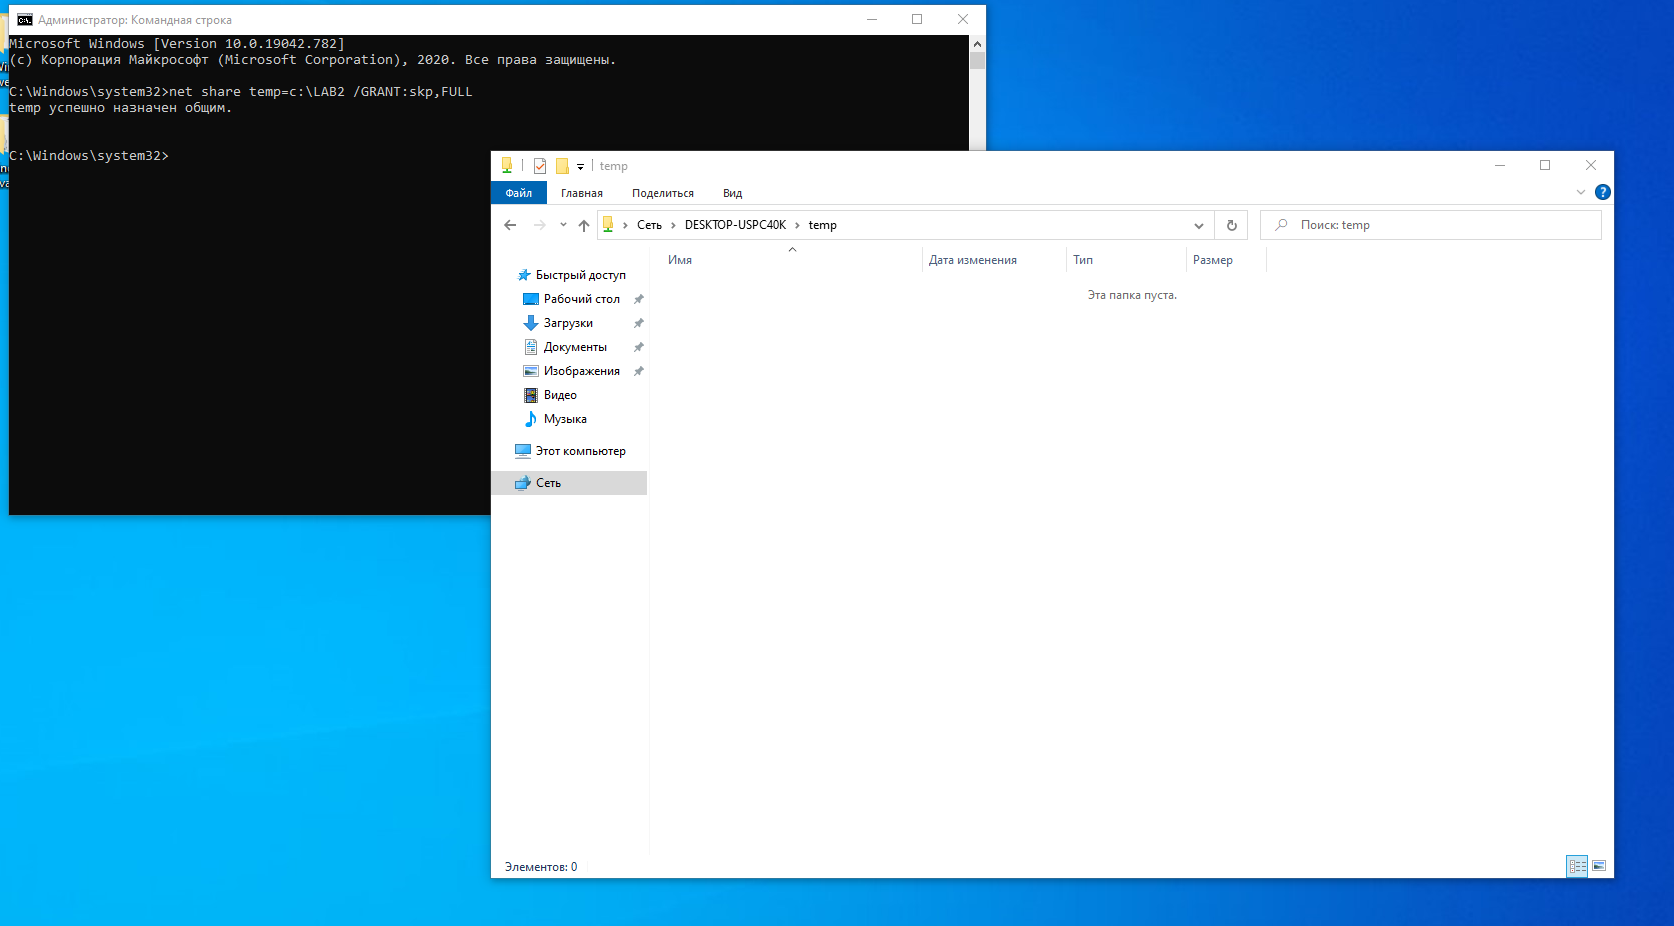 Администратор: Командная строка
Microsoft Windows [Version 10.0.19042.782]
(c) Корпорация Майкрософт (Microsoft Corporation), 2020. Все права защищены.
C:\Windows\system32>net share temp=c:\LAB2 /GRANT:skp,FULL
temp успешно назначен общим.
C:\Windows\system32>
temp
Файл Главная Поделиться Вид
Сеть DESKTOP-USPC40K temp
Поиск: temp
Имя Дата изменения Тип Размер
Эта папка пуста.
Быстрый доступ
Рабочий стол
Загрузки
Документы
Изображения
Видео
Музыка
Этот компьютер
Сеть
Элементов: 0